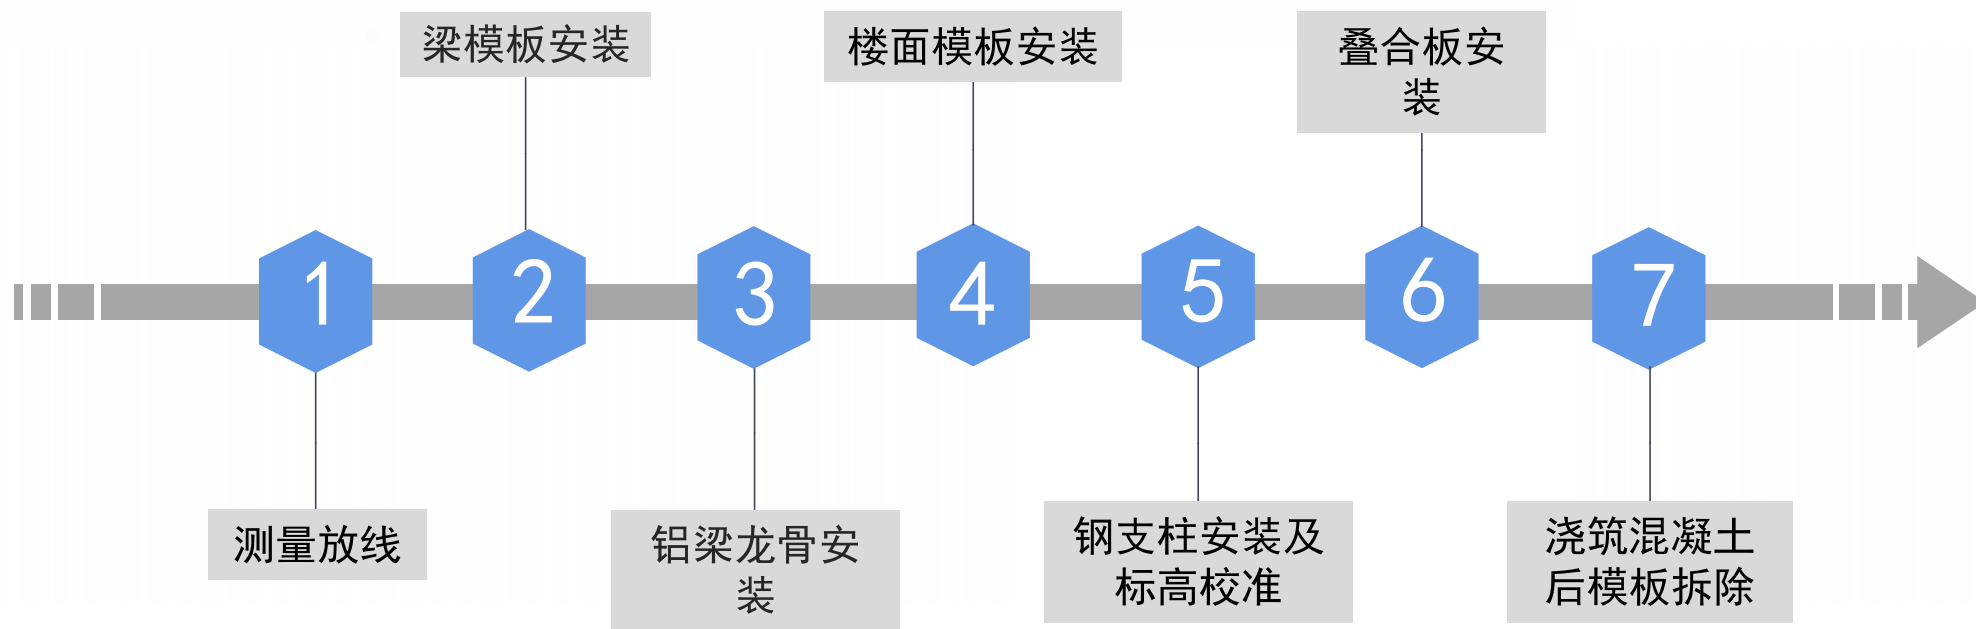 梁模板安装
楼面模板安装
叠合板安
装
1
2
3
4
5
6
7
测量放线
铝梁龙骨安
装
钢支柱安装及
标高校准
浇筑混凝土
后模板拆除